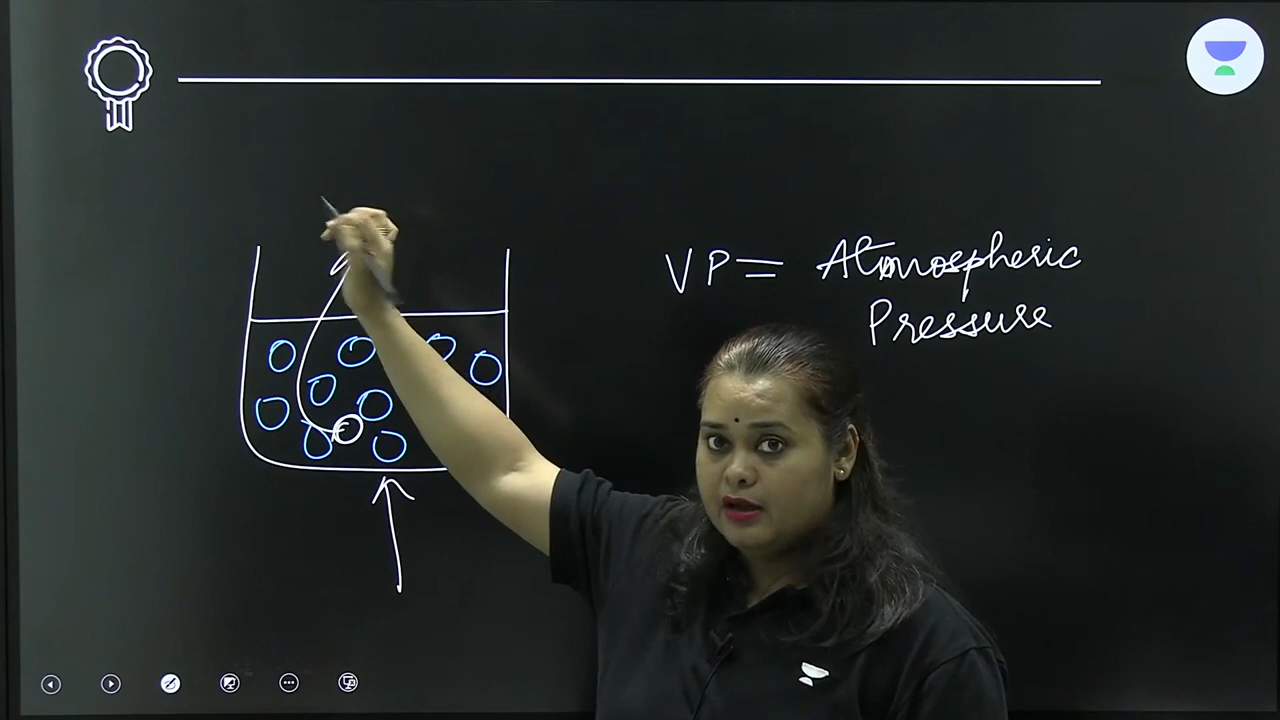 VP = Atmospheric
Pressure